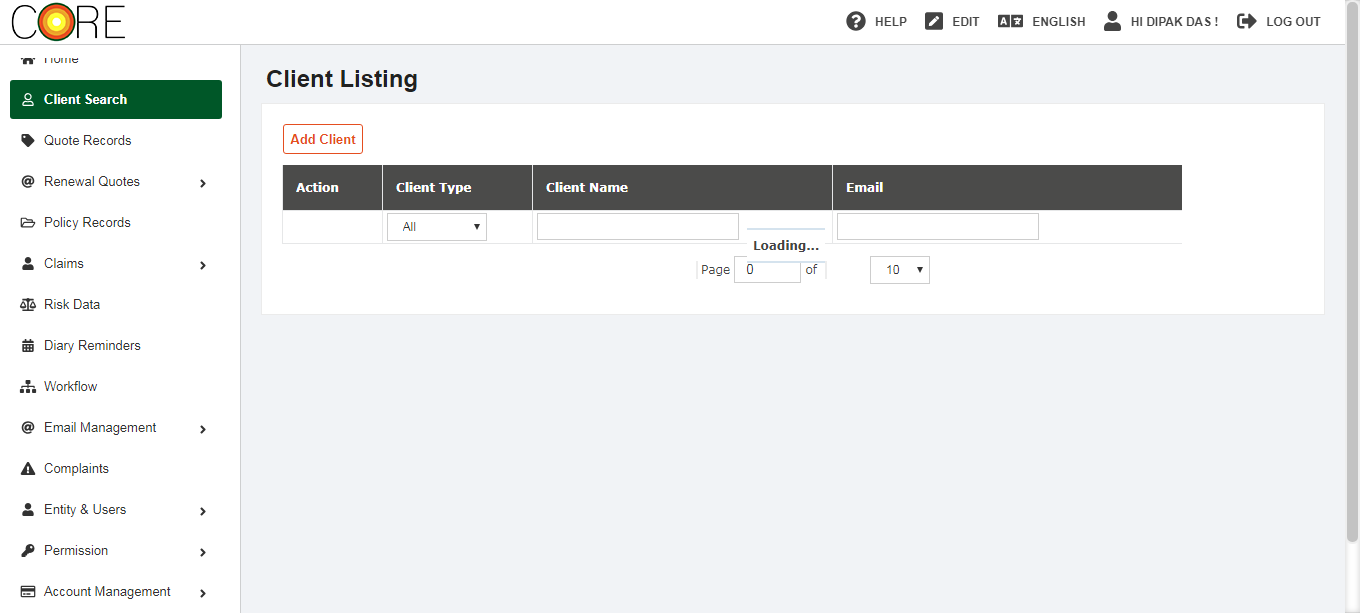 CORE
HELP
EDIT
ENGLISH
HI DIPAK DAS !
LOG OUT
Home
Client Search
Quote Records
Renewal Quotes
Policy Records
Claims
Risk Data
Diary Reminders
Workflow
Email Management
Complaints
Entity & Users
Permission
Account Management
Client Listing
Add Client
Action
Client Type
Client Name
Email
All
Loading...
Page 0 of
10